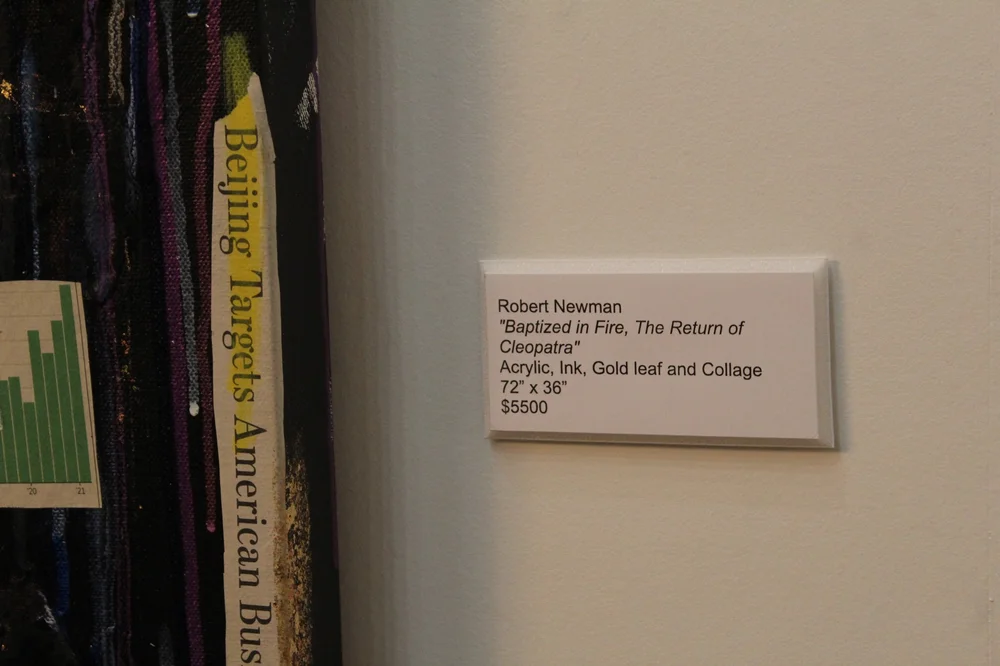 Beijing Targets American Bus
'20 '21
Robert Newman
"Baptized in Fire, The Return of
Cleopatra"
Acrylic, Ink, Gold leaf and Collage
72” x 36”
$5500